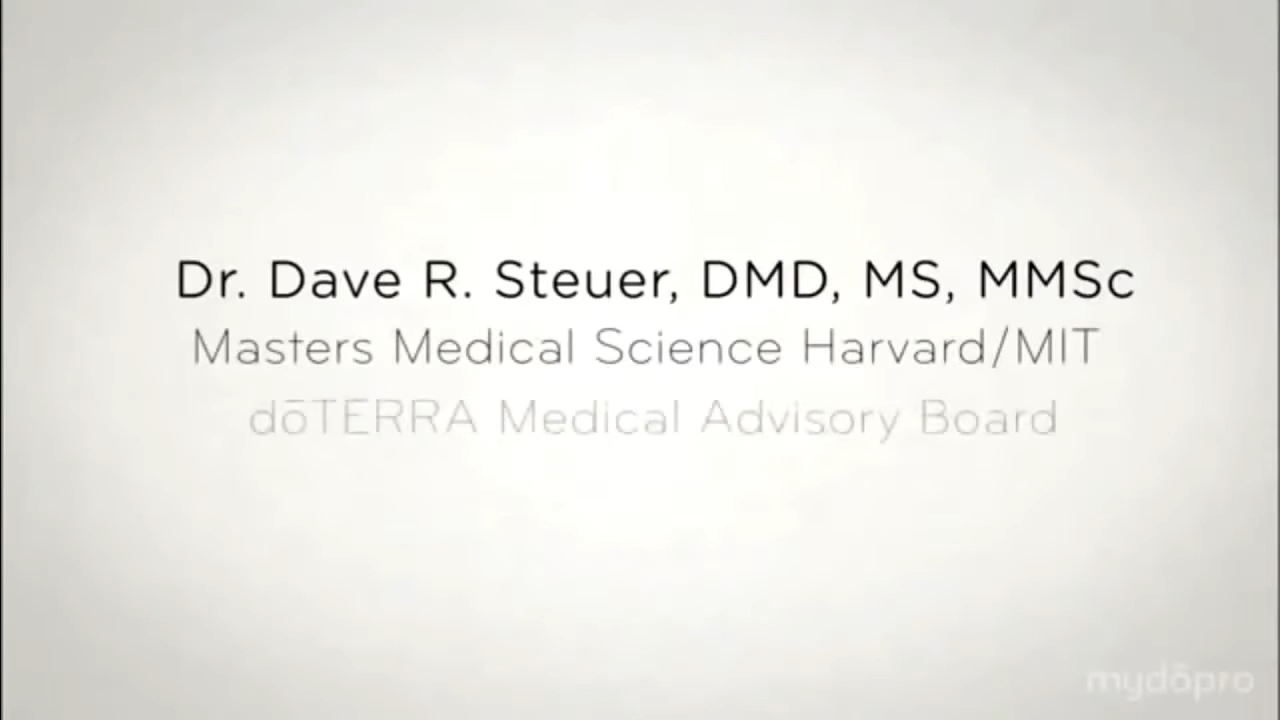 Dr. Dave R. Steuer, DMD, MS, MMSc
Masters Medical Science Harvard/MIT
dōTERRA Medical Advisory Board
mydōpro